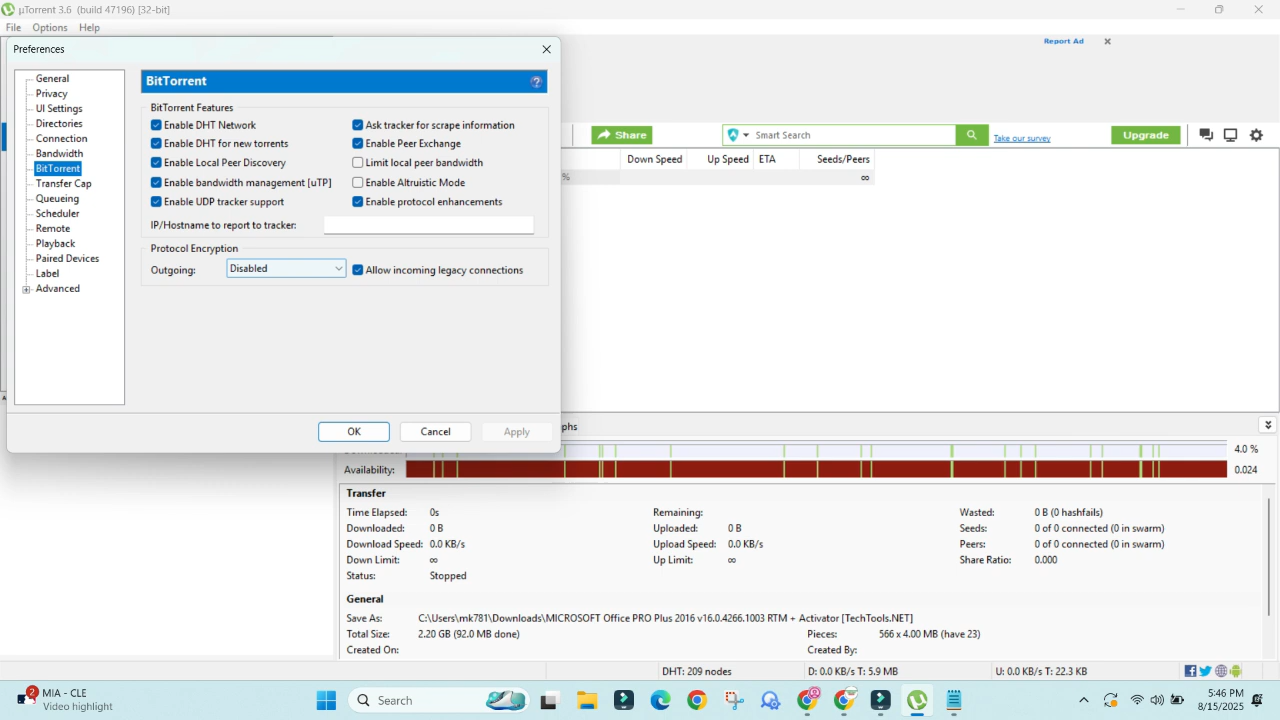 µTorrent 3.6 (build 47196) [32-bit]
File Options Help
Preferences
Report Ad
General
Privacy
UI Settings
Directories
Connection
Bandwidth
BitTorrent
Transfer Cap
Queueing
Scheduler
Remote
Playback
Paired Devices
Label
Advanced
BitTorrent
BitTorrent Features
Enable DHT Network
Ask tracker for scrape information
Enable DHT for new torrents
Enable Peer Exchange
Enable Local Peer Discovery
Limit local peer bandwidth
Enable bandwidth management [uTP]
Enable Altruistic Mode
Enable UDP tracker support
Enable protocol enhancements
IP/Hostname to report to tracker:
Protocol Encryption
Outgoing: Disabled
Allow incoming legacy connections
OK Cancel Apply
Share
Smart Search
Take our survey
Upgrade
Down Speed Up Speed ETA Seeds/Peers
% ∞
phs
4.0 %
Availability: 0.024
Transfer
Time Elapsed: 0s Remaining: Wasted: 0 B (0 hashfails)
Downloaded: 0 B Uploaded: 0 B Seeds: 0 of 0 connected (0 in swarm)
Download Speed: 0.0 KB/s Upload Speed: 0.0 KB/s Peers: 0 of 0 connected (0 in swarm)
Down Limit: ∞ Up Limit: ∞ Share Ratio: 0.000
Status: Stopped
General
Save As: C:\Users\mk781\Downloads\MICROSOFT Office PRO Plus 2016 v16.0.4266.1003 RTM + Activator [TechTools.NET]
Total Size: 2.20 GB (92.0 MB done) Pieces: 566 x 4.00 MB (have 23)
Created On: Created By:
DHT: 209 nodes D: 0.0 KB/s T: 5.9 MB U: 0.0 KB/s T: 22.3 KB
2
MIA - CLE
Video highlight
Search
5:46 PM
8/15/2025